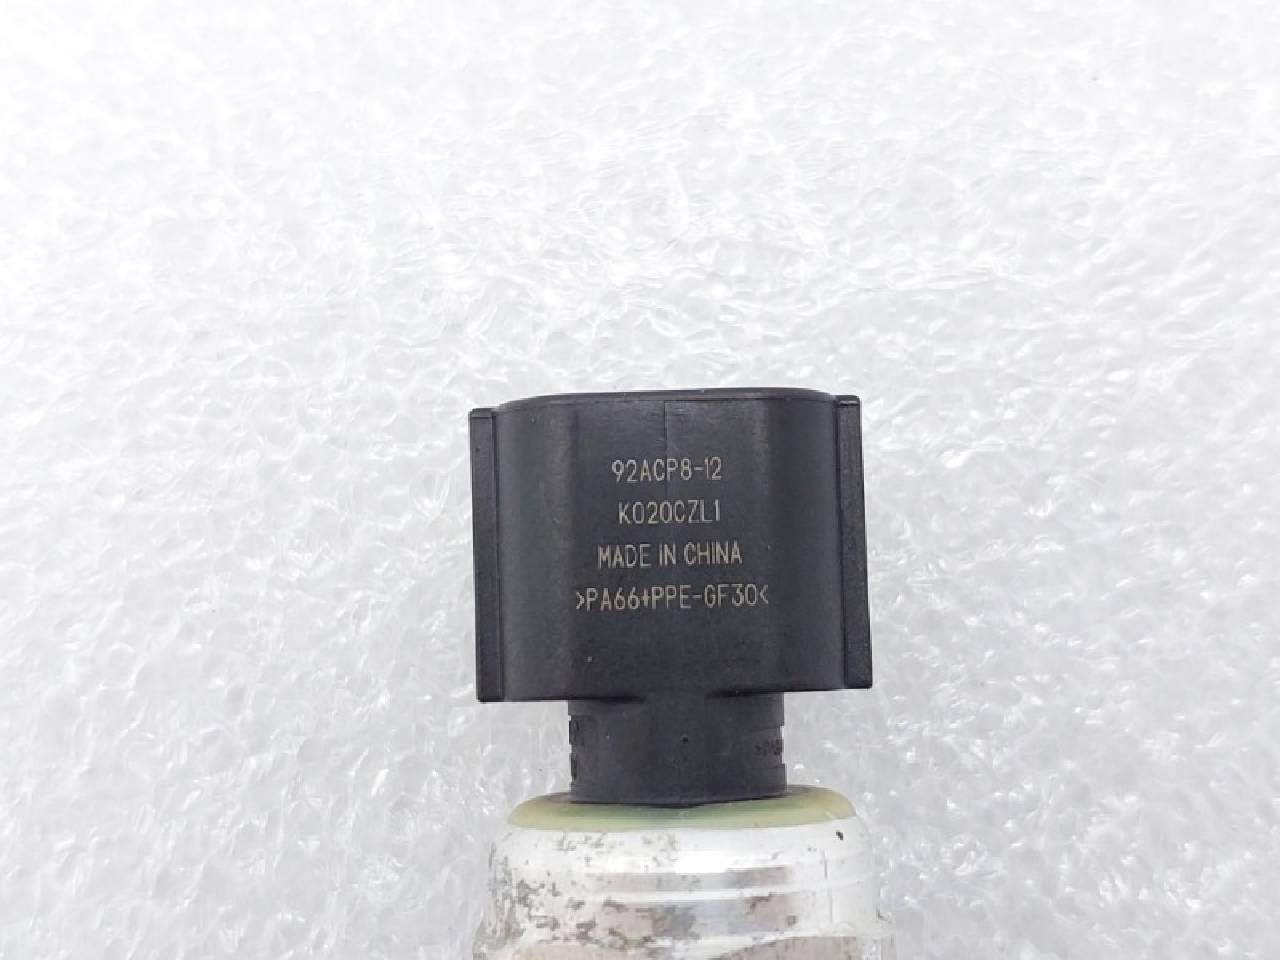 92ACP8-12
K020CZL1
MADE IN CHINA
>PA66+PPE-GF30<